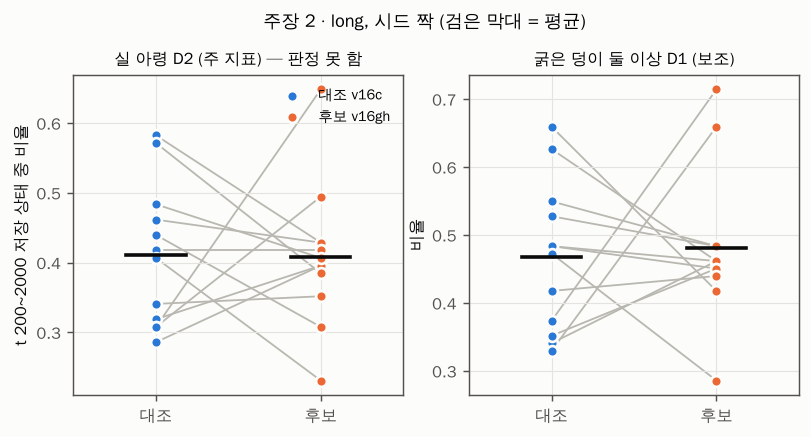 주장 2 · long, 시드 짝 (검은 막대 = 평균)
실 아령 D2 (주 지표) — 판정 못 함
t 200~2000 저장 상태 중 비율
0.6
0.5
0.4
0.3
대조 v16c
후보 v16gh
대조
후보
굵은 덩이 둘 이상 D1 (보조)
비율
0.7
0.6
0.5
0.4
0.3
대조
후보